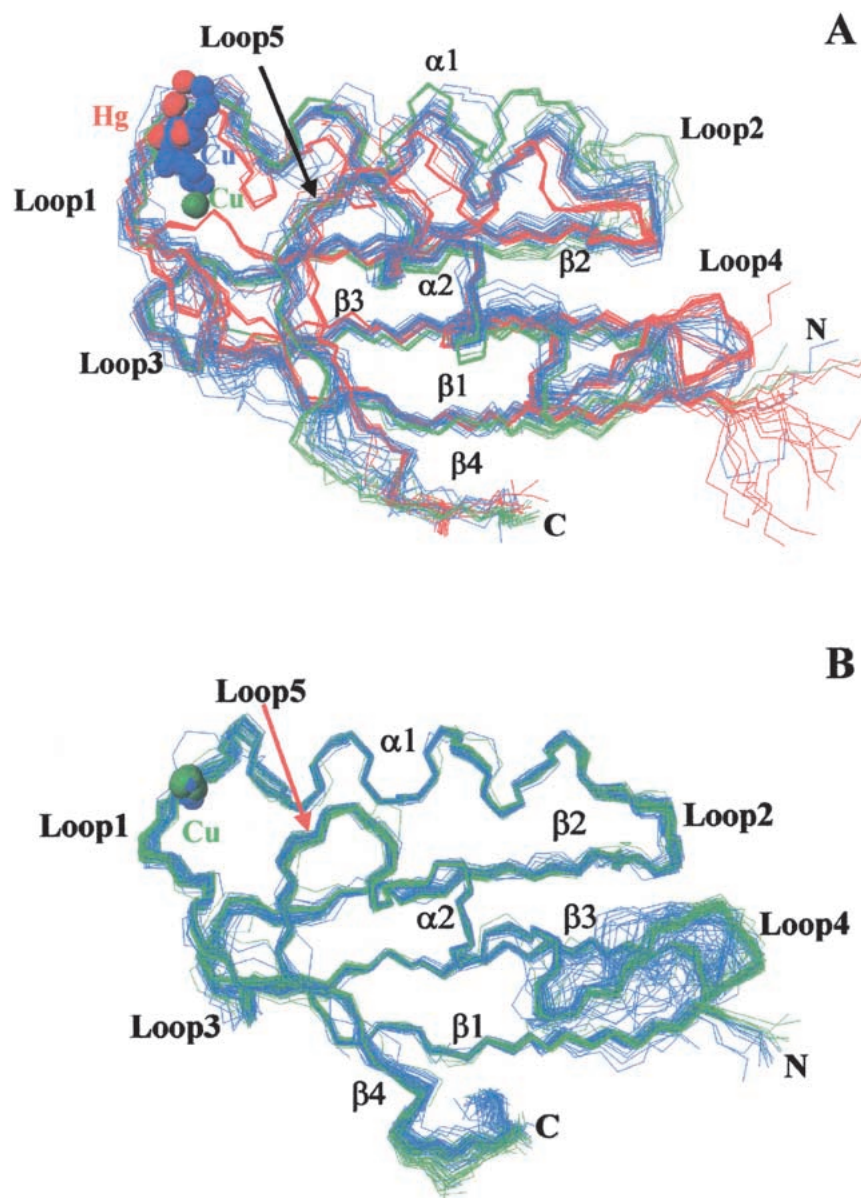 A
Loop5
α1
Hg
Cu
Loop2
Loop1
Cu
β2
Loop4
β3
α2
N
Loop3
β1
β4
C
B
Loop5
α1
Loop1
Cu
β2
Loop2
α2
β3
Loop4
Loop3
β1
N
β4
C